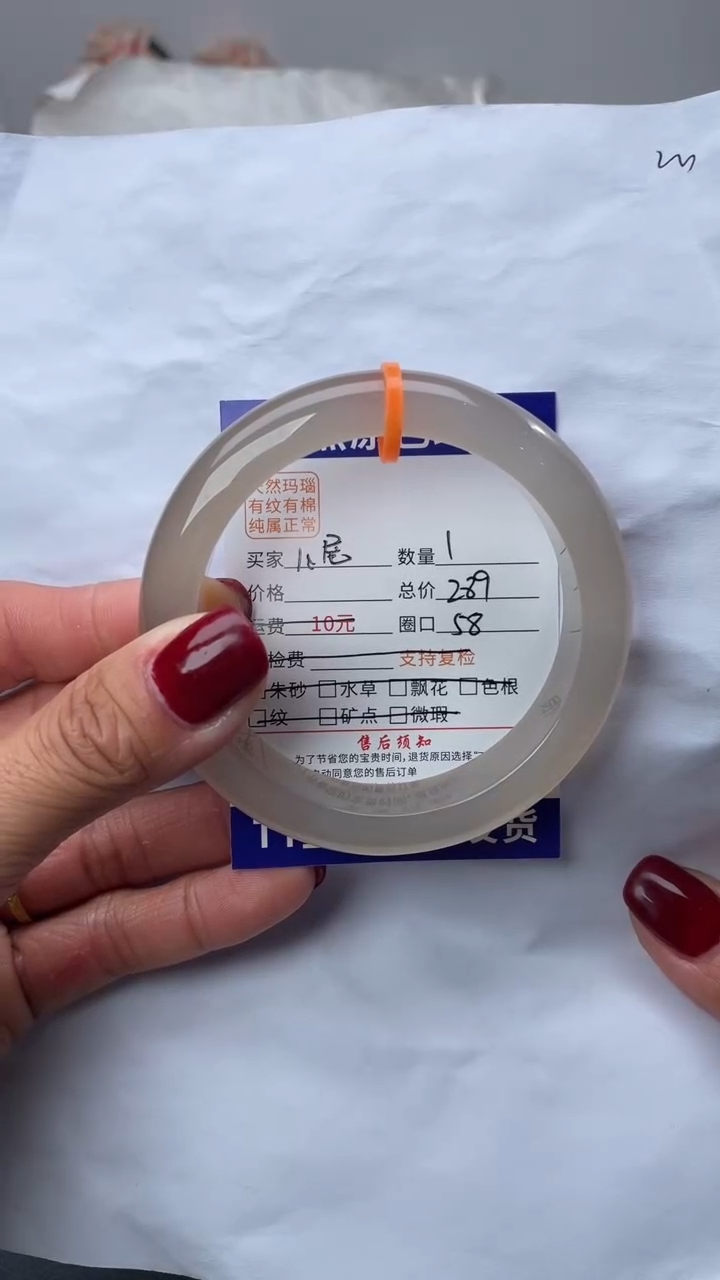 然玛瑙
有纹有棉
纯属正常
买家 尾 数量 1
价格 总价 289
运费 10元 圈口 58
检费 支持复检
朱砂 □水草 □飘花 □色根
□纹 □矿点 □微瑕
售后须知
为了节省您的宝贵时间,退货原因选择"
动同意您的售后订单
货